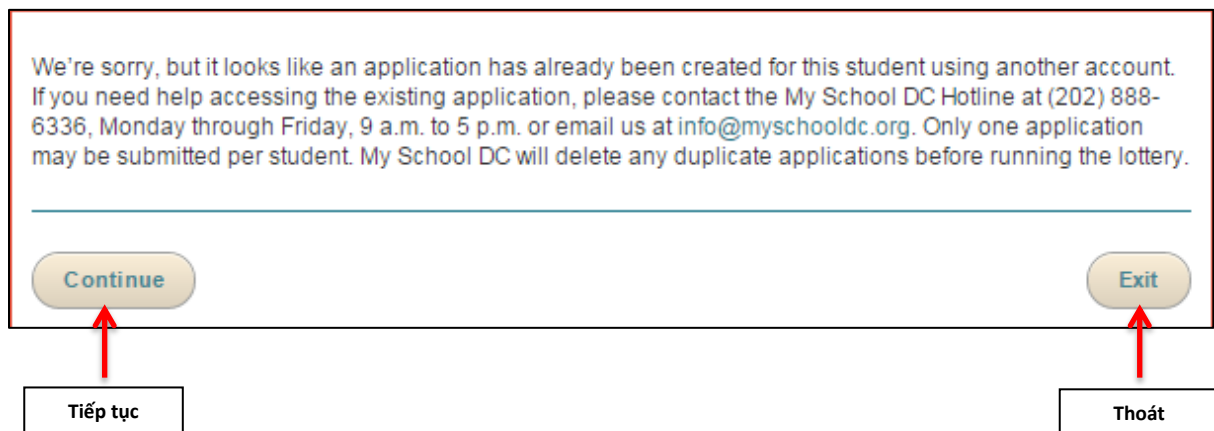 We're sorry, but it looks like an application has already been created for this student using another account.
If you need help accessing the existing application, please contact the My School DC Hotline at (202) 888-
6336, Monday through Friday, 9 a.m. to 5 p.m. or email us at info@myschooldc.org. Only one application
may be submitted per student. My School DC will delete any duplicate applications before running the lottery.
Continue
Exit
Tiếp tục
Thoát